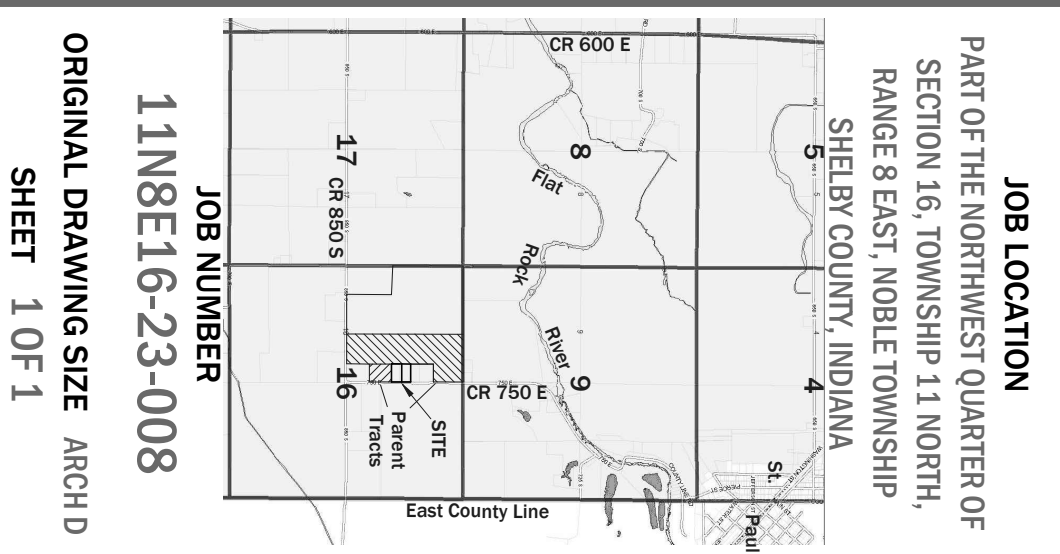 JOB LOCATION
PART OF THE NORTHWEST QUARTER OF
SECTION 16, TOWNSHIP 11 NORTH,
RANGE 8 EAST, NOBLE TOWNSHIP
SHELBY COUNTY, INDIANA
5
4
St.
Paul
8
9
Flat
Rock
River
17
16
CR 600 E
CR 750 E
CR 850 S
East County Line
SITE
Parent
Tracts
JOB NUMBER
11N8E16-23-008
ORIGINAL DRAWING SIZE ARCH D
SHEET 1 OF 1